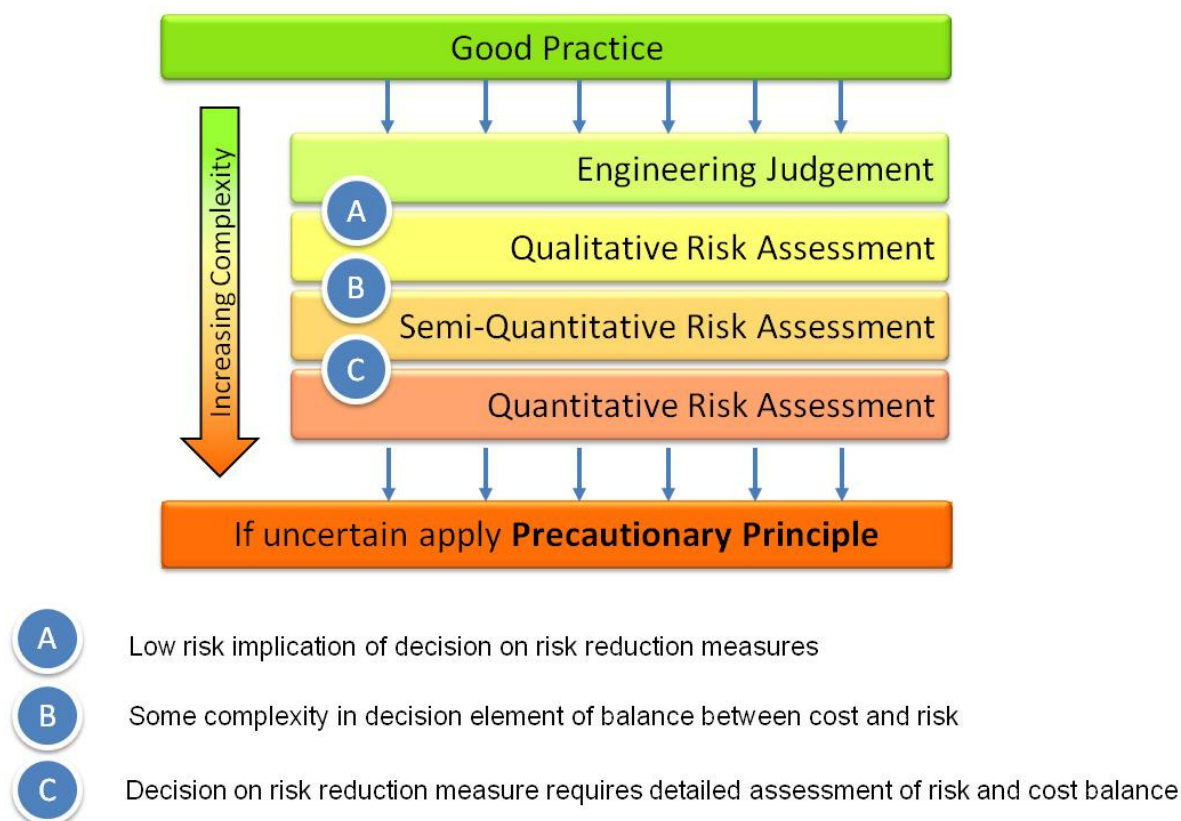 Good Practice
Increasing Complexity
Engineering Judgement
A
Qualitative Risk Assessment
B
Semi-Quantitative Risk Assessment
C
Quantitative Risk Assessment
If uncertain apply Precautionary Principle
A Low risk implication of decision on risk reduction measures
B Some complexity in decision element of balance between cost and risk
C Decision on risk reduction measure requires detailed assessment of risk and cost balance